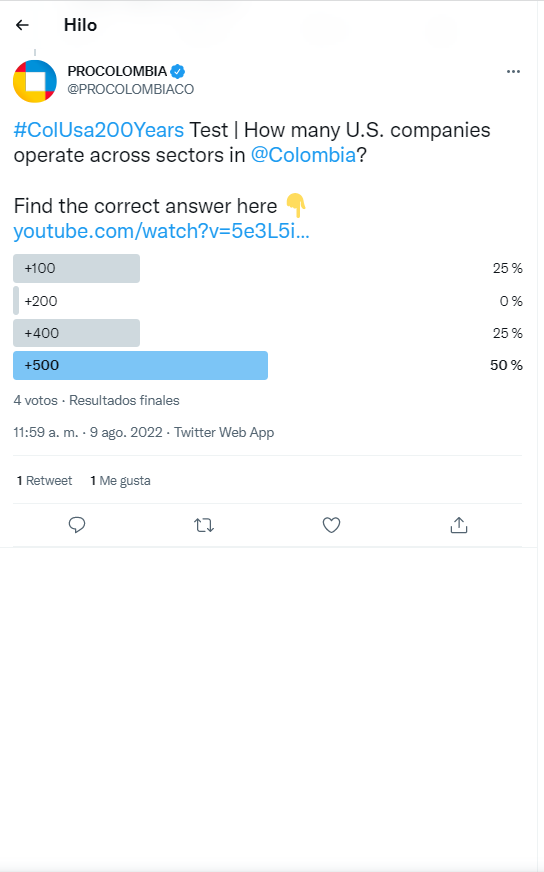 Hilo
PROCOLOMBIA
@PROCOLOMBIACO
#ColUsa200Years Test | How many U.S. companies
operate across sectors in @Colombia?
Find the correct answer here 👇
youtube.com/watch?v=5e3L5i...
+100 25 %
+200 0 %
+400 25 %
+500 50 %
4 votos · Resultados finales
11:59 a. m. · 9 ago. 2022 · Twitter Web App
1 Retweet 1 Me gusta